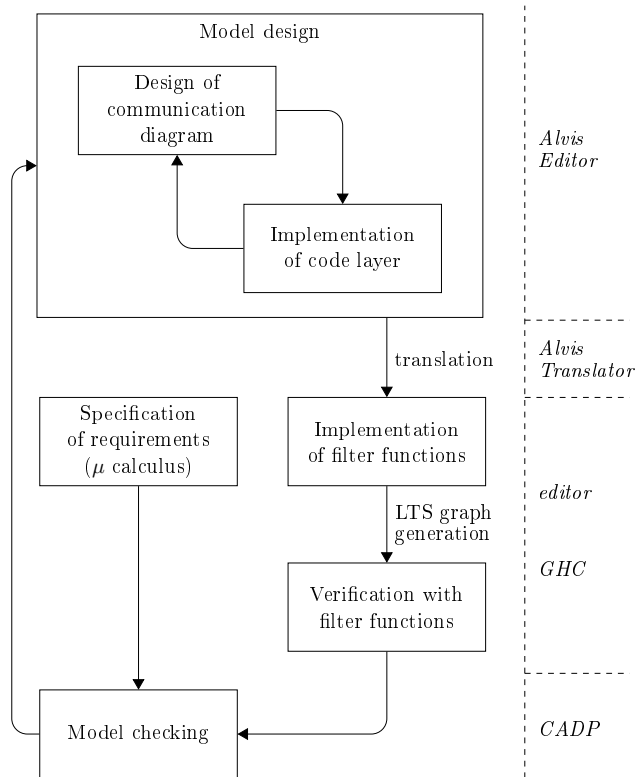 Model design
Design of
communication
diagram
Implementation
of code layer
Alvis
Editor
translation
Alvis
Translator
Specification
of requirements
(μ calculus)
Implementation
of filter functions
editor
LTS graph
generation
GHC
Verification with
filter functions
Model checking
CADP